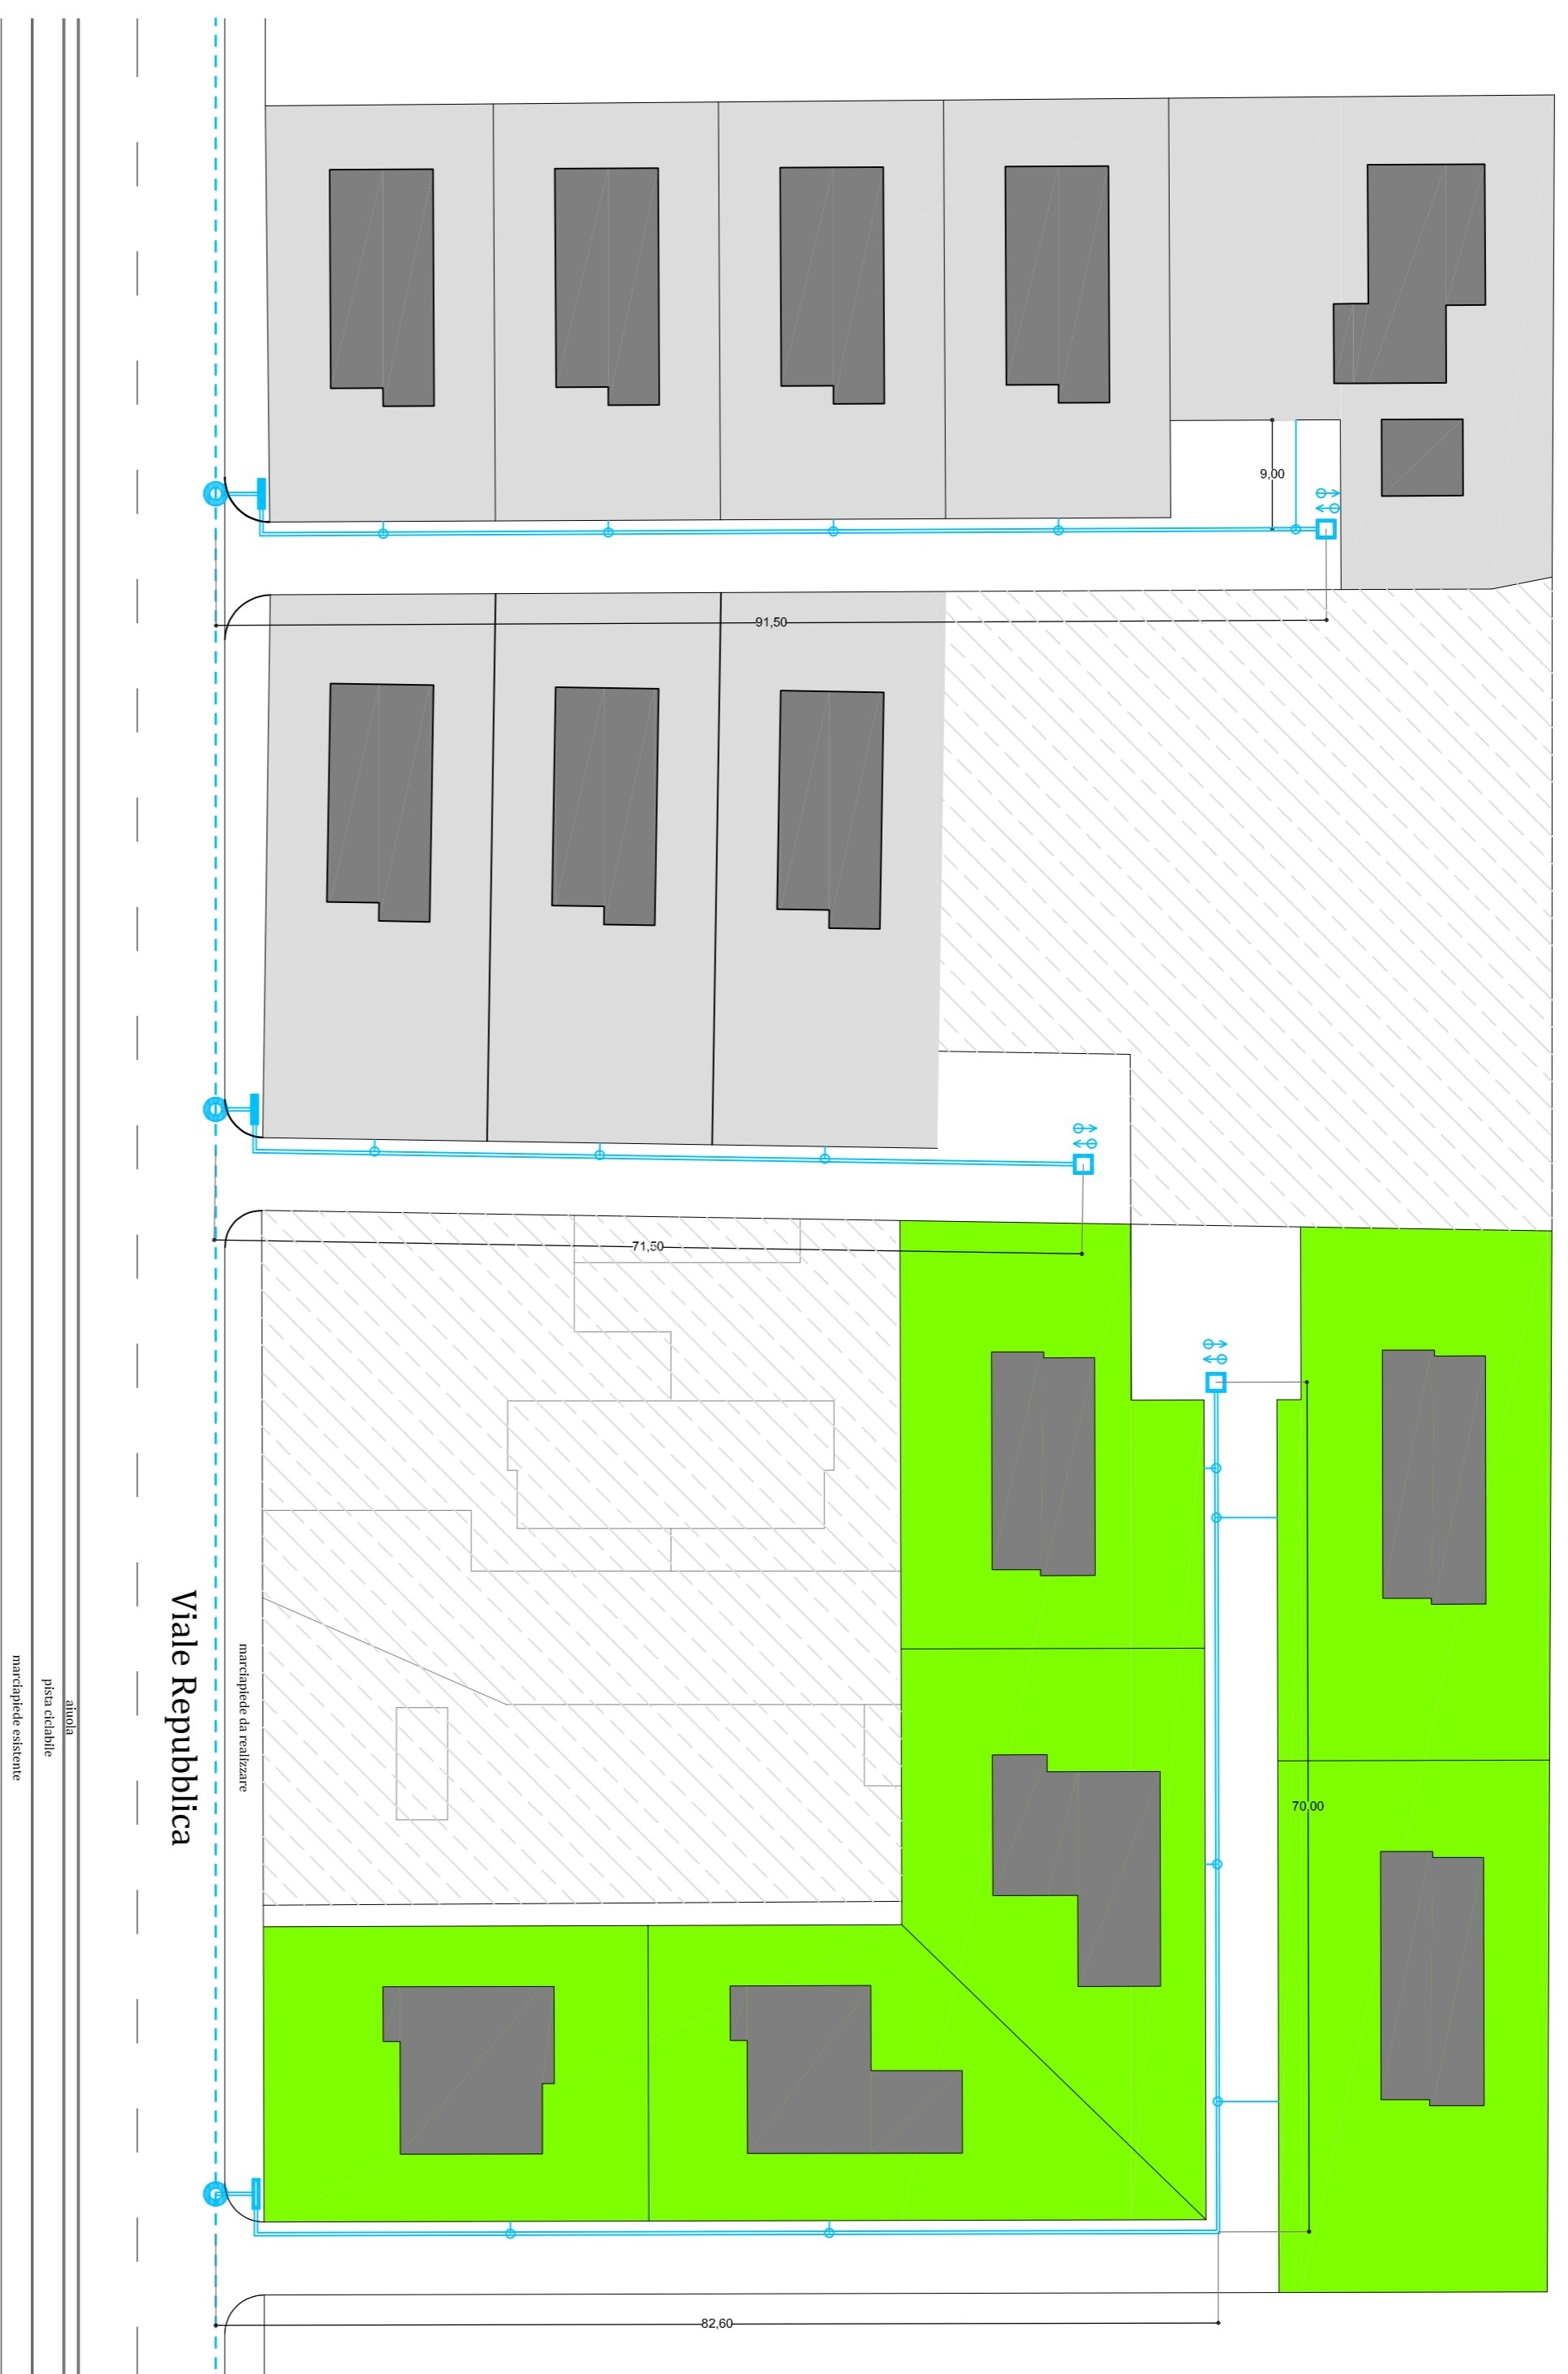 9,00
91,50
71,50
70,00
82,60
Viale Repubblica
marciapiede da realizzare
aiuola
pista ciclabile
marciapiede esistente